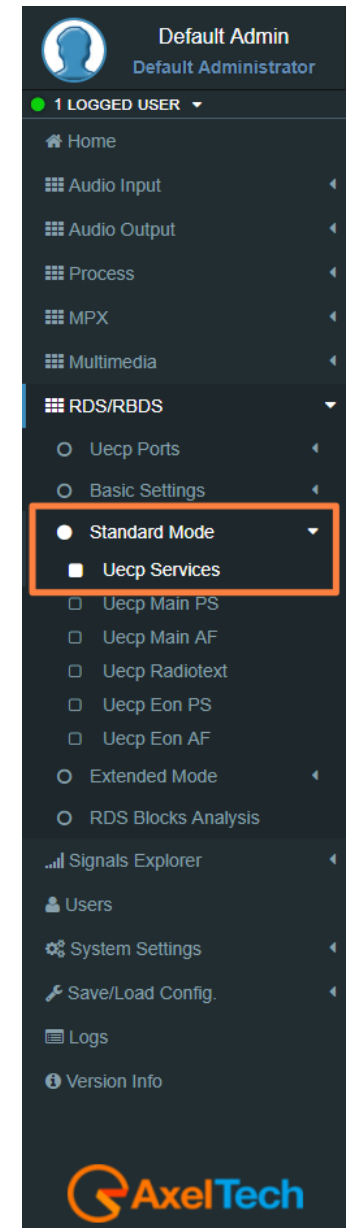 Default Admin
Default Administrator
1 LOGGED USER
Home
Audio Input
Audio Output
Process
MPX
Multimedia
RDS/RBDS
Uecp Ports
Basic Settings
Standard Mode
Uecp Services
Uecp Main PS
Uecp Main AF
Uecp Radiotext
Uecp Eon PS
Uecp Eon AF
Extended Mode
RDS Blocks Analysis
Signals Explorer
Users
System Settings
Save/Load Config.
Logs
Version Info
AxelTech